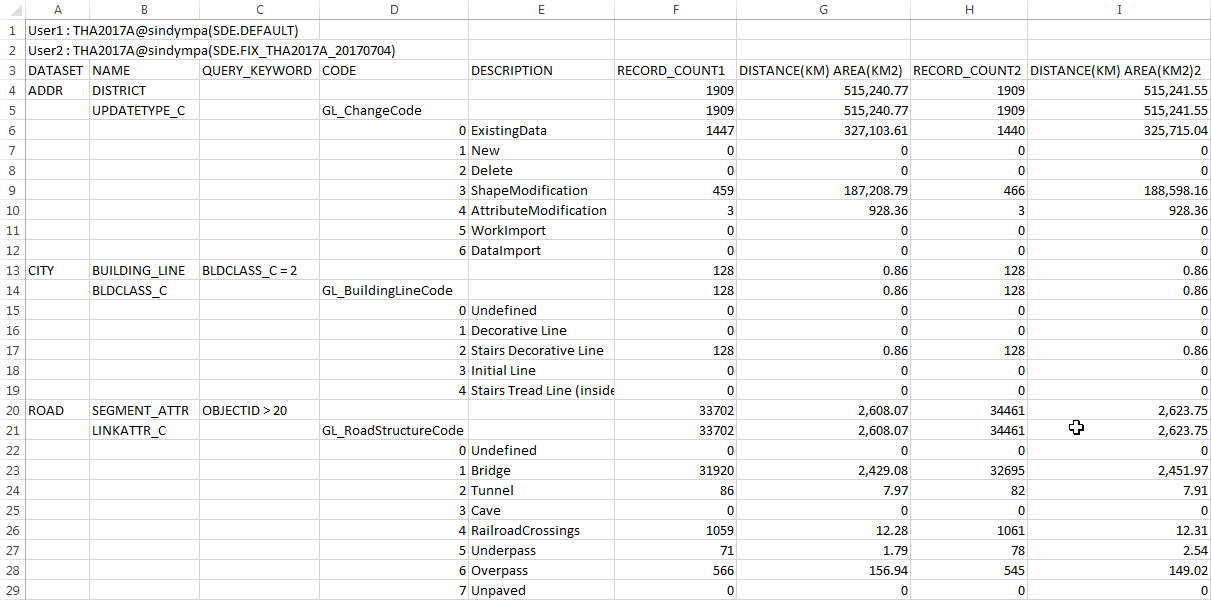 A B C D E F G H I
1 User1 : THA2017A@sindympa(SDE.DEFAULT)
2 User2 : THA2017A@sindympa(SDE.FIX_THA2017A_20170704)
3 DATASET NAME QUERY_KEYWORD CODE DESCRIPTION RECORD_COUNT1 DISTANCE(KM) AREA(KM2) RECORD_COUNT2 DISTANCE(KM) AREA(KM2)2
4 ADDR DISTRICT 1909 515,240.77 1909 515,241.55
5 UPDATETYPE_C GL_ChangeCode 1909 515,240.77 1909 515,241.55
6 0 ExistingData 1447 327,103.61 1440 325,715.04
7 1 New 0 0 0 0
8 2 Delete 0 0 0 0
9 3 ShapeModification 459 187,208.79 466 188,598.16
10 4 AttributeModification 3 928.36 3 928.36
11 5 WorkImport 0 0 0 0
12 6 DataImport 0 0 0 0
13 CITY BUILDING_LINE BLDCLASS_C = 2 128 0.86 128 0.86
14 BLDCLASS_C GL_BuildingLineCode 128 0.86 128 0.86
15 0 Undefined 0 0 0 0
16 1 Decorative Line 0 0 0 0
17 2 Stairs Decorative Line 128 0.86 128 0.86
18 3 Initial Line 0 0 0 0
19 4 Stairs Tread Line (inside 0 0 0 0
20 ROAD SEGMENT_ATTR OBJECTID > 20 33702 2,608.07 34461 2,623.75
21 LINKATTR_C GL_RoadStructureCode 33702 2,608.07 34461 2,623.75
22 0 Undefined 0 0 0 0
23 1 Bridge 31920 2,429.08 32695 2,451.97
24 2 Tunnel 86 7.97 82 7.91
25 3 Cave 0 0 0 0
26 4 RailroadCrossings 1059 12.28 1061 12.31
27 5 Underpass 71 1.79 78 2.54
28 6 Overpass 566 156.94 545 149.02
29 7 Unpaved 0 0 0 0